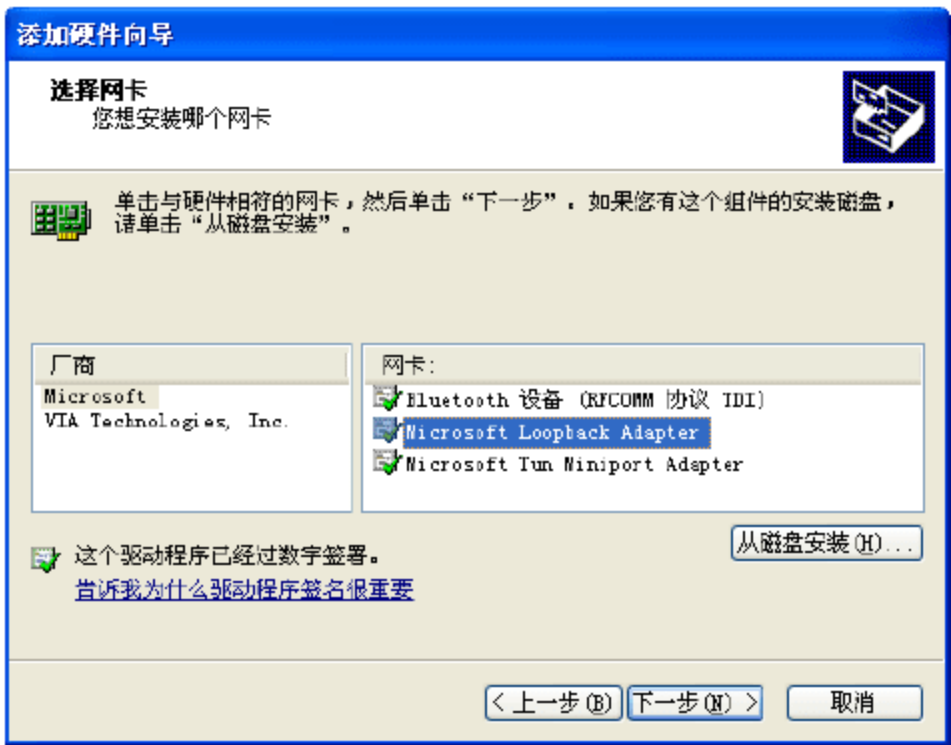 添加硬件向导
选择网卡
您想安装哪个网卡
单击与硬件相符的网卡，然后单击“下一步”。如果您有这个组件的安装磁盘，
请单击“从磁盘安装”。
厂商
Microsoft
VIA Technologies, Inc.
网卡:
Bluetooth 设备 (RFCOMM 协议 TDI)
Microsoft Loopback Adapter
Microsoft Tun Miniport Adapter
这个驱动程序已经过数字签署。
告诉我为什么驱动程序签名很重要
从磁盘安装(H)...
< 上一步(B)
下一步(N) >
取消